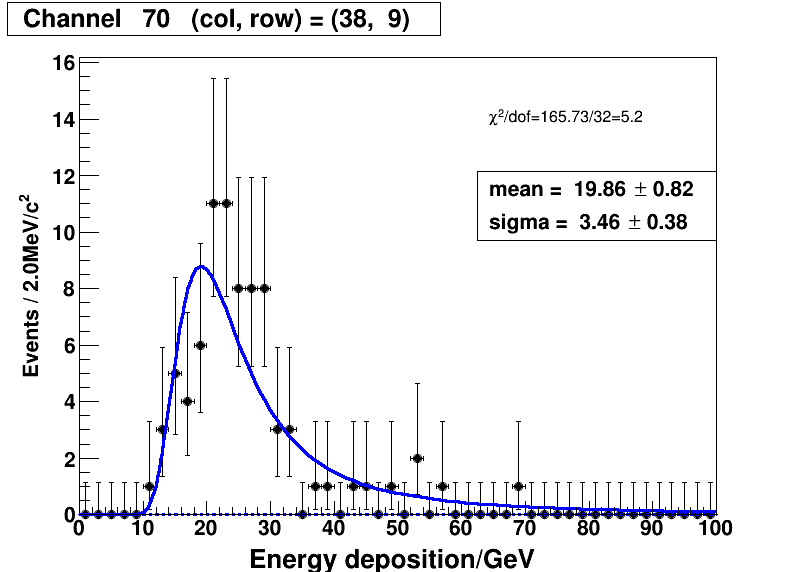 Channel 70 (col, row) = (38, 9)
16
14
12
10
8
6
4
2
0
Events / 2.0MeV/c²
χ²/dof=165.73/32=5.2
mean = 19.86 ± 0.82
sigma = 3.46 ± 0.38
0 10 20 30 40 50 60 70 80 90 100
Energy deposition/GeV